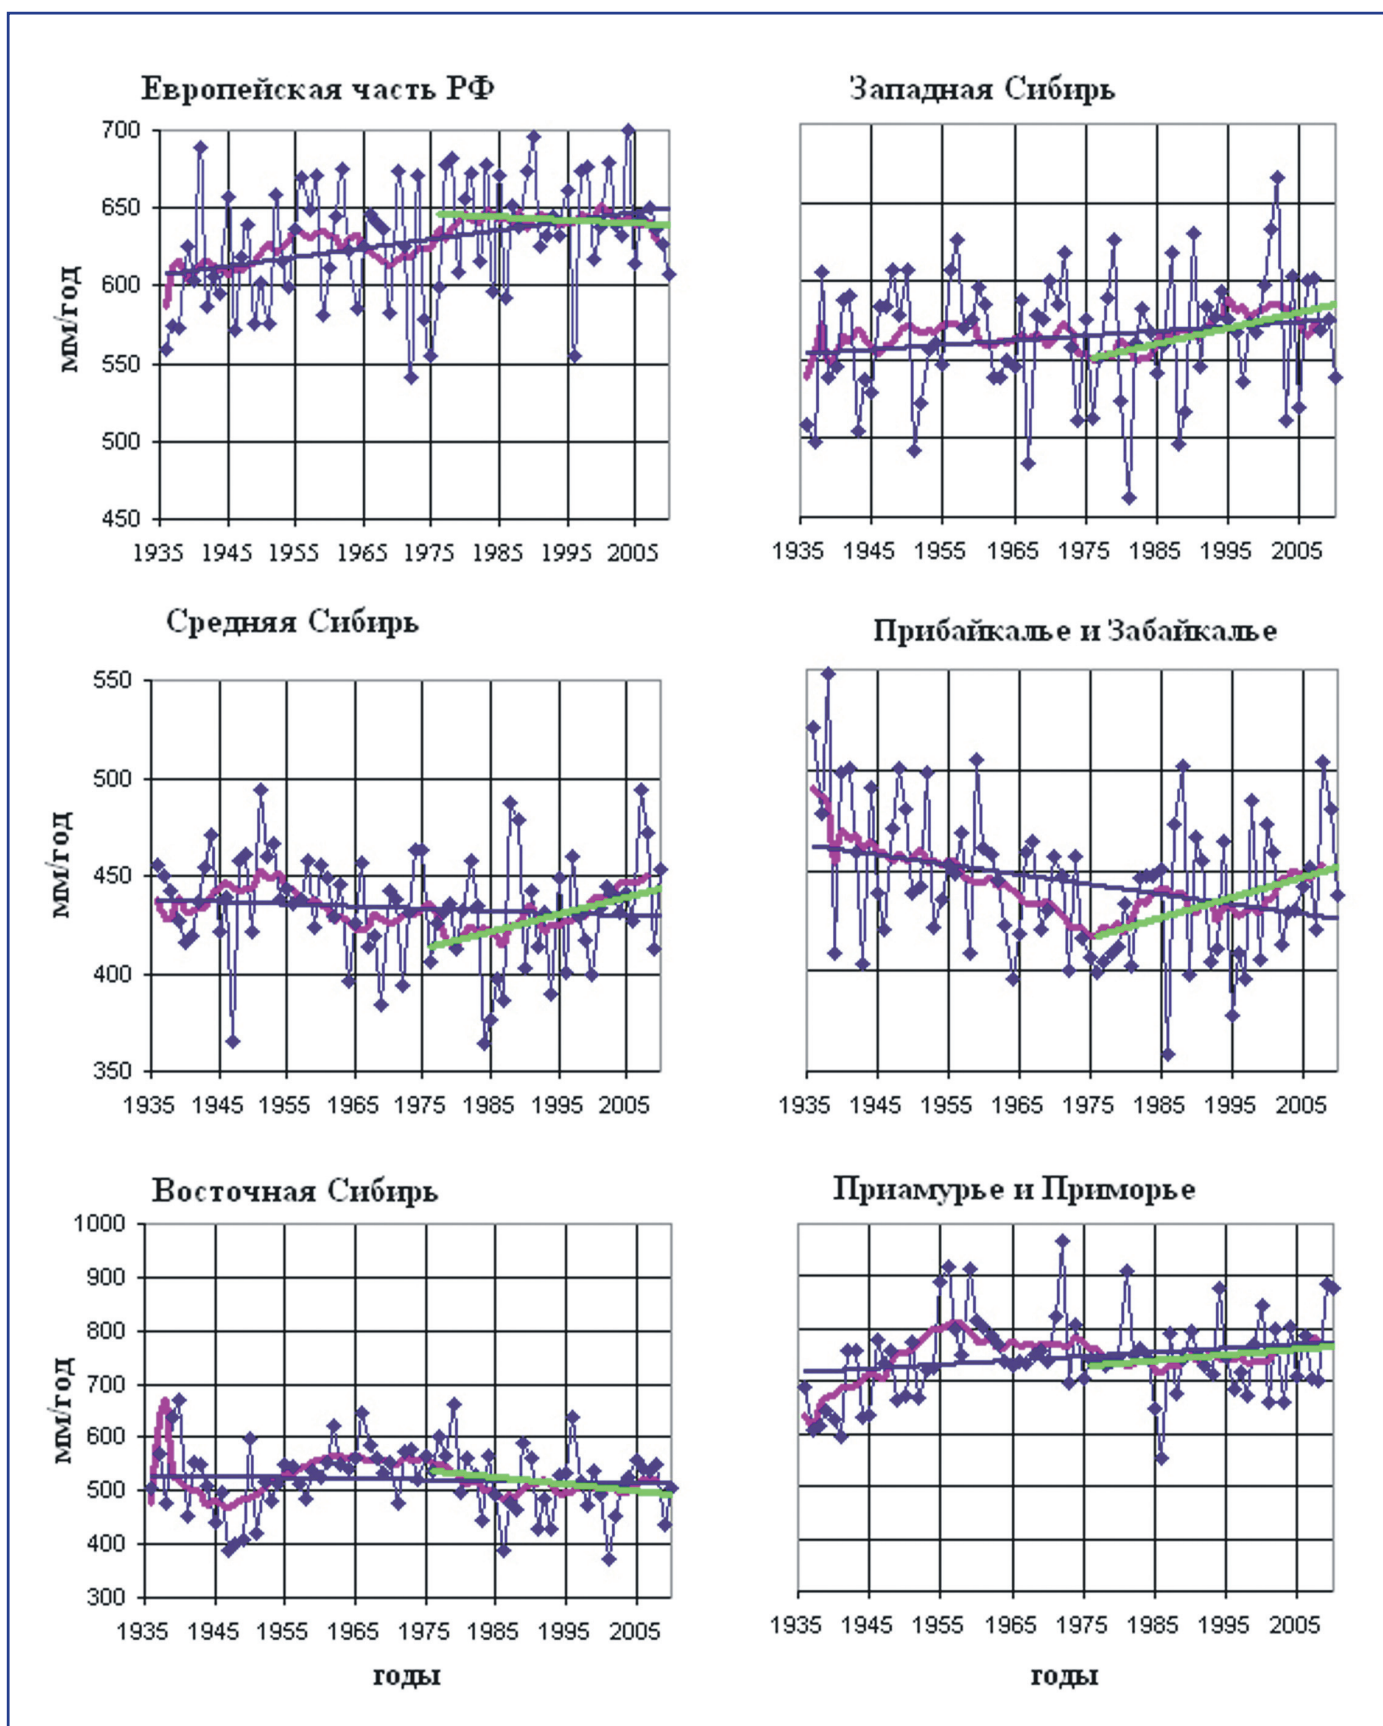 Европейская часть РФ
Западная Сибирь
700
650
600
550
500
450
мм/год
1935 1945 1955 1965 1975 1985 1995 2005
1935 1945 1955 1965 1975 1985 1995 2005
Средняя Сибирь
Прибайкалье и Забайкалье
550
500
450
400
350
мм/год
1935 1945 1955 1965 1975 1985 1995 2005
1935 1945 1955 1965 1975 1985 1995 2005
Восточная Сибирь
Приамурье и Приморье
1000
900
800
700
600
500
400
300
мм/год
1935 1945 1955 1965 1975 1985 1995 2005
1935 1945 1955 1965 1975 1985 1995 2005
годы
годы